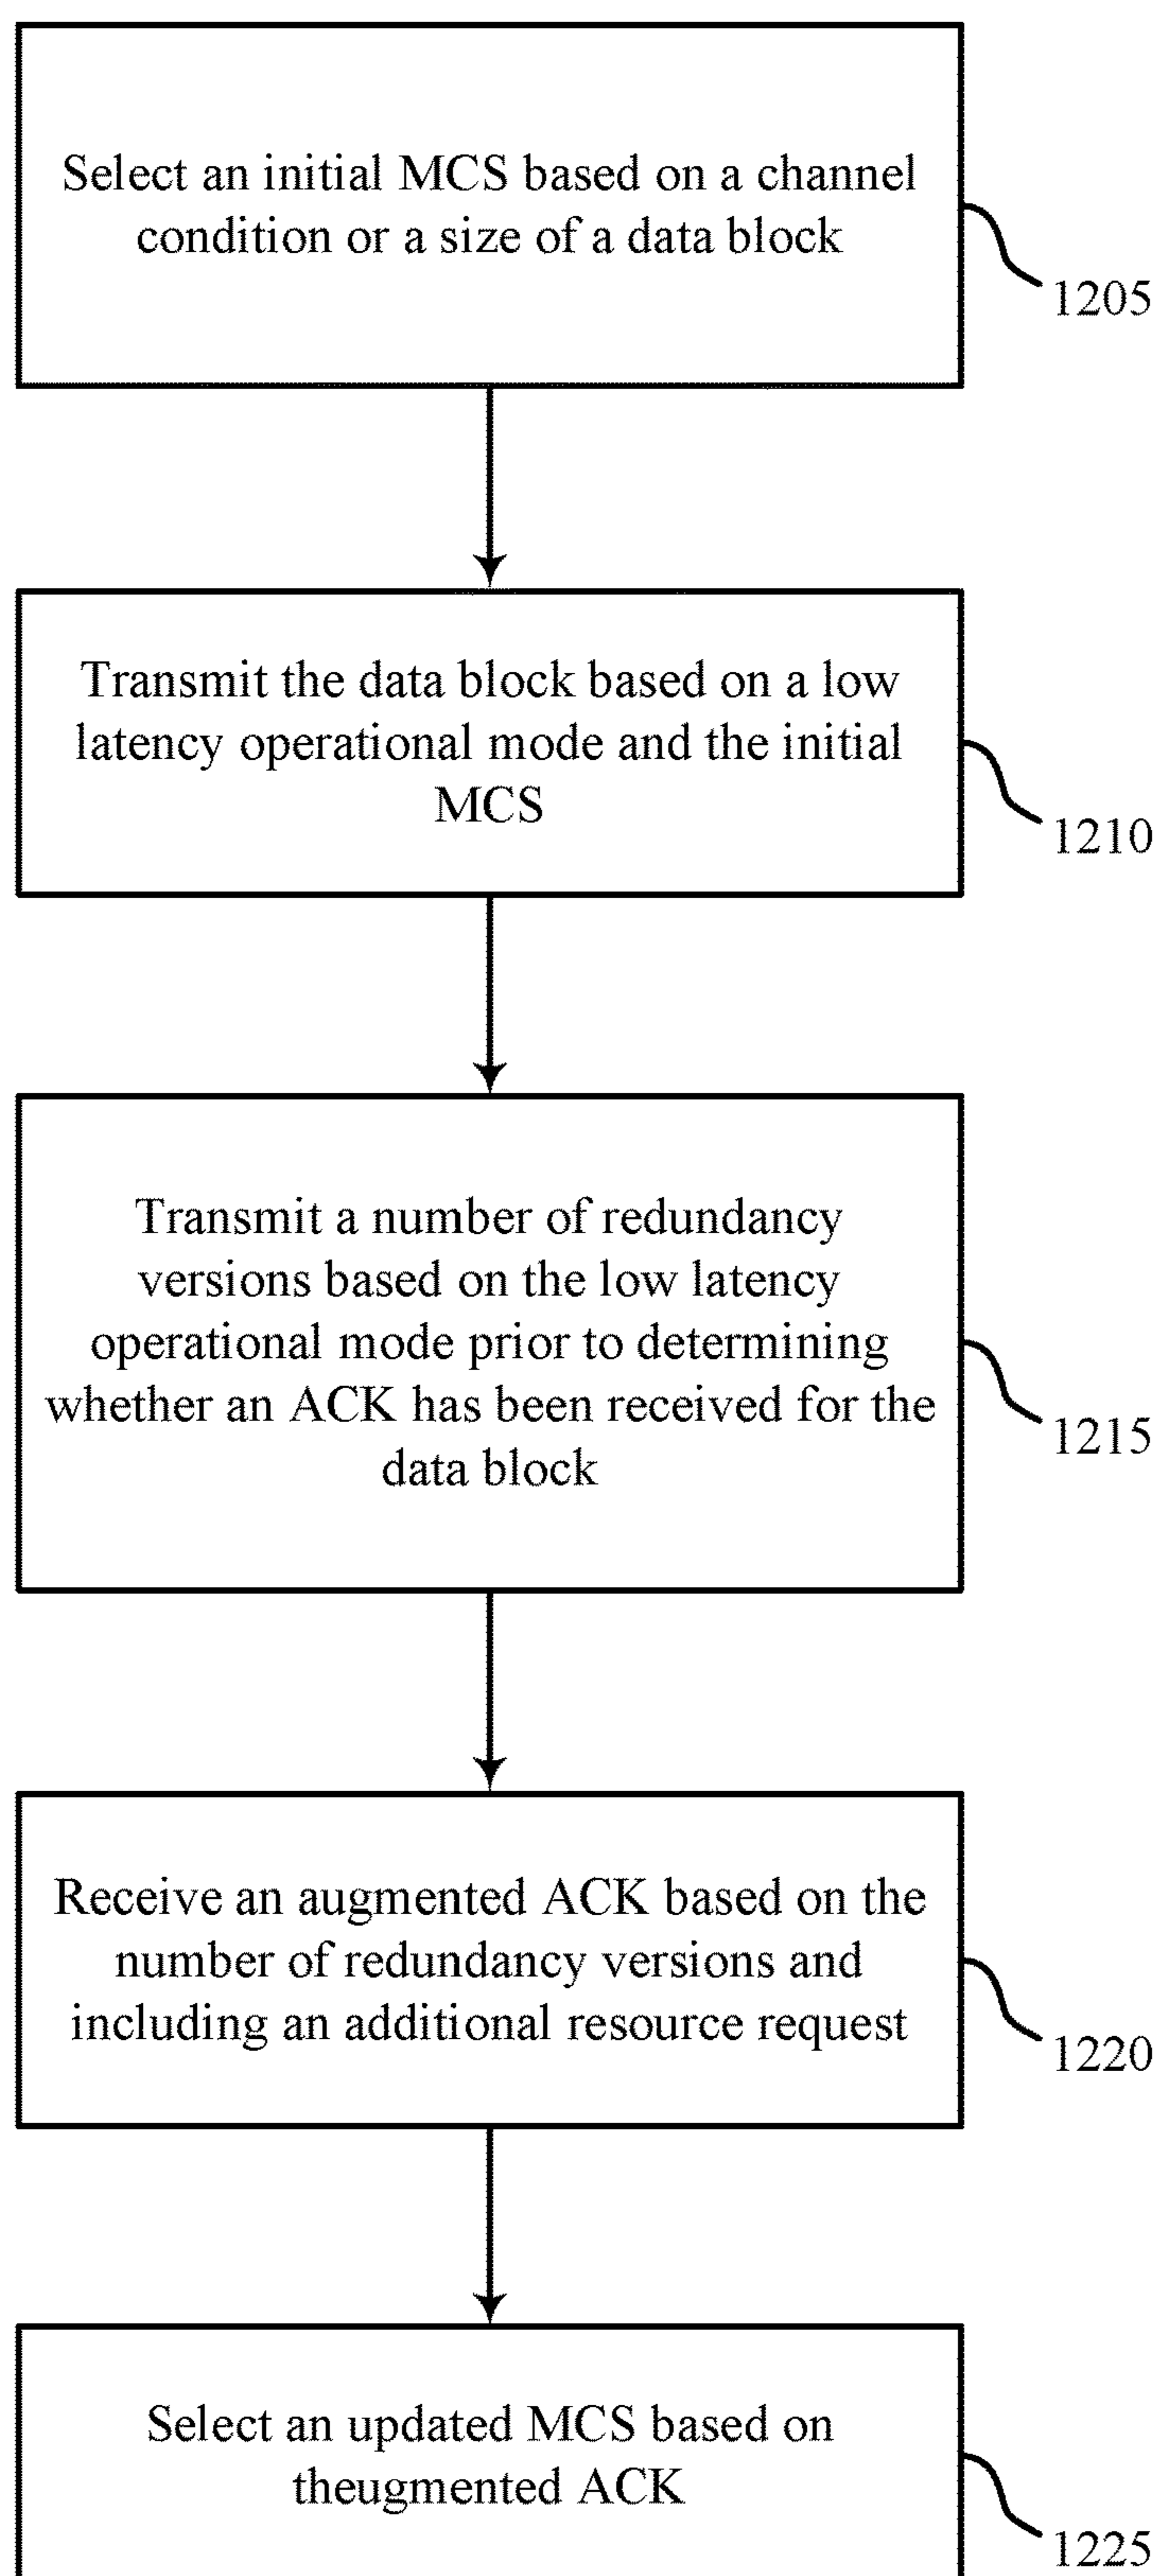 Select an initial MCS based on a channel
condition or a size of a data block
1205
Transmit the data block based on a low
latency operational mode and the initial
MCS
1210
Transmit a number of redundancy
versions based on the low latency
operational mode prior to determining
whether an ACK has been received for the
data block
1215
Receive an augmented ACK based on the
number of redundancy versions and
including an additional resource request
1220
Select an updated MCS based on
theugmented ACK
1225